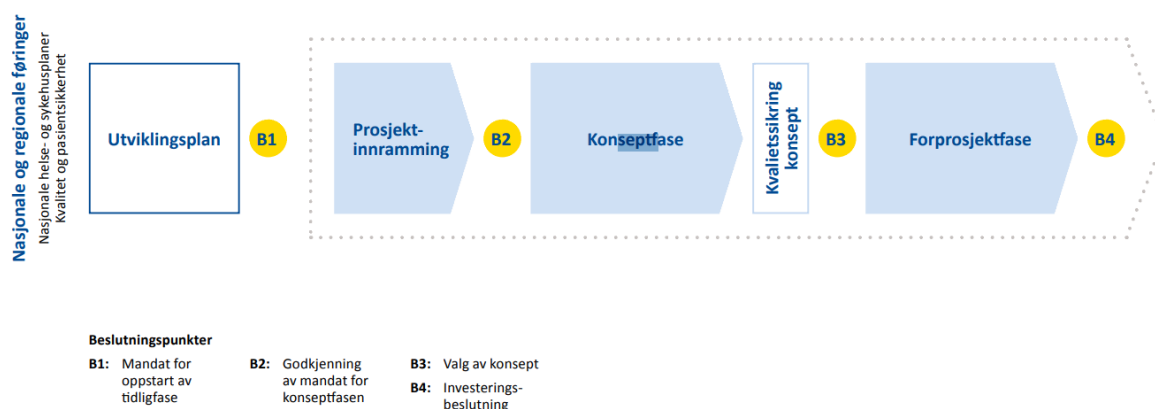 Nasjonale og regionale føringer
Nasjonale helse- og sykehusplaner
Kvalitet og pasientsikkerhet
Utviklingsplan
B1
Prosjekt-
innramming
B2
Konseptfase
Kvalietssikring
konsept
B3
Forprosjektfase
B4
Beslutningspunkter
B1: Mandat for
oppstart av
tidligfase
B2: Godkjenning
av mandat for
konseptfasen
B3: Valg av konsept
B4: Investerings-
beslutning